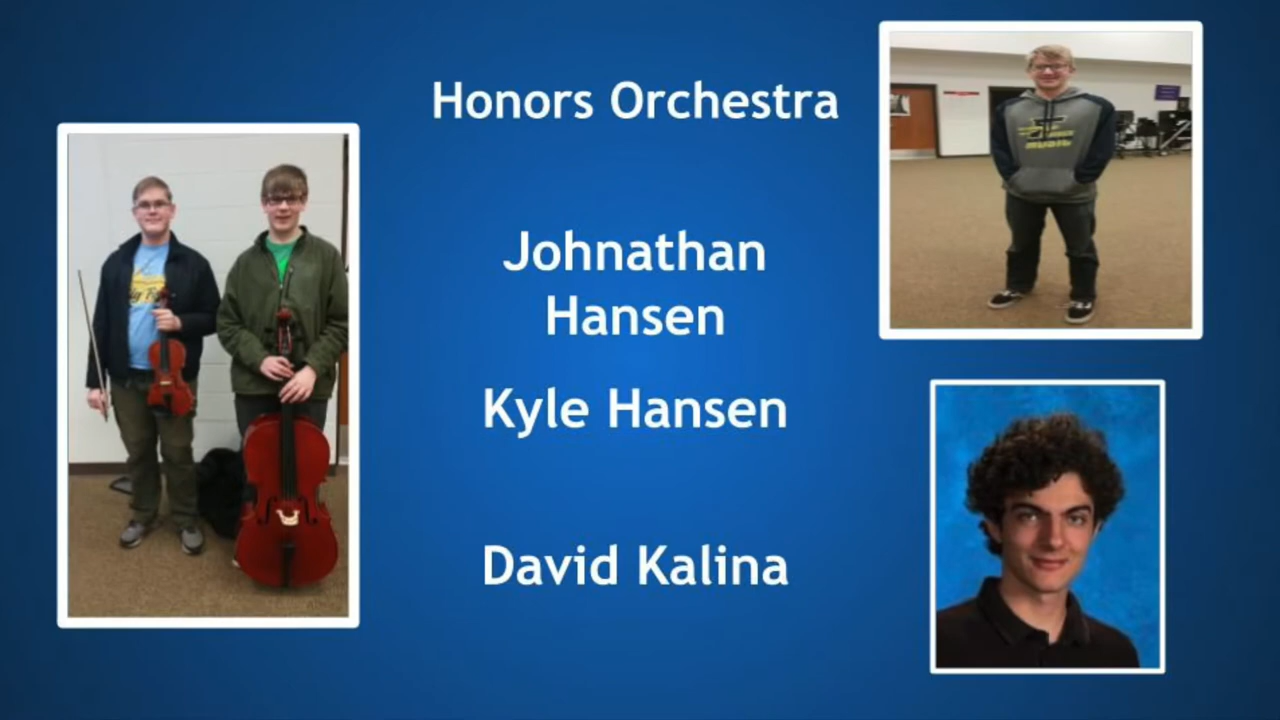 Honors Orchestra
Johnathan
Hansen
Kyle Hansen
David Kalina